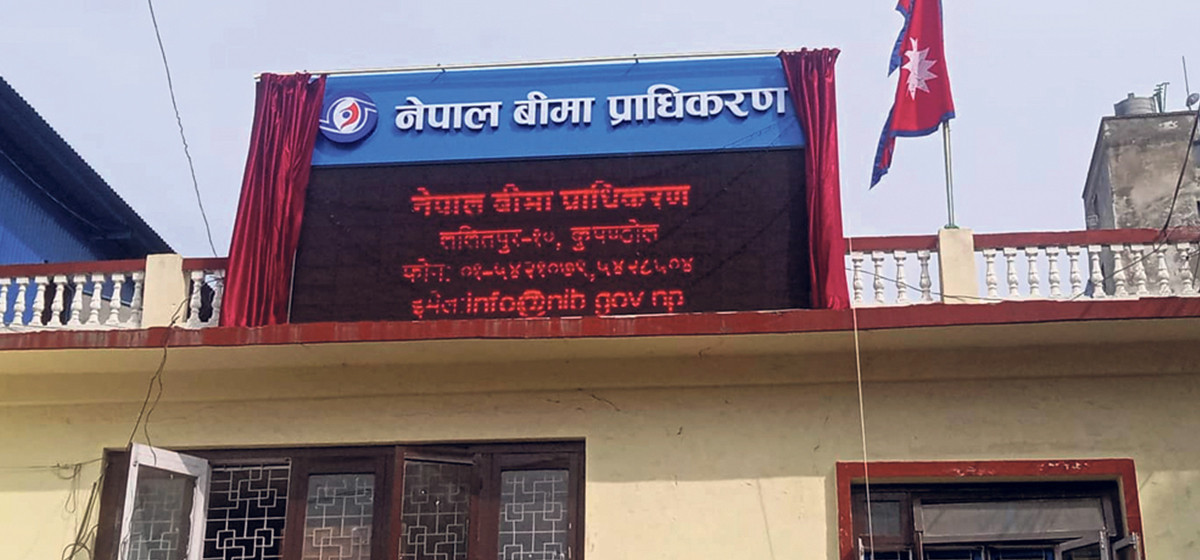 नेपाल बीमा प्राधिकरण
नेपाल बीमा प्राधिकरण
ललितपुर-१०, कुपण्डोल
फोन: ०१-५४२१०७९,५४२८५०४
इमेल:info@nib.gov.np